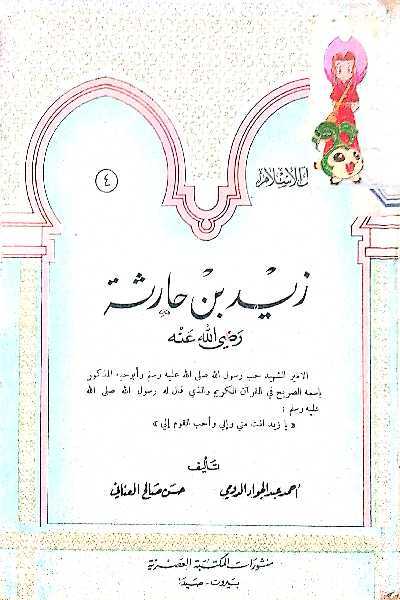 ل الإسلام
٤
زيد بن حارثة
رضي الله عنه
الأمير الشهيد حب رسول الله صلى الله عليه وسلم وأبو حبه المذكور
باسمه الصريح في القرآن الكريم والذي قال له رسول الله صلى الله
عليه وسلم :
« يا زيد انت مني وإلي وأحب القوم إلي »
تأليف
أحمد عبد الجواد الدومي حسن صالح العناني
منشورات المكتبة العصرية
بيروت - صيدا